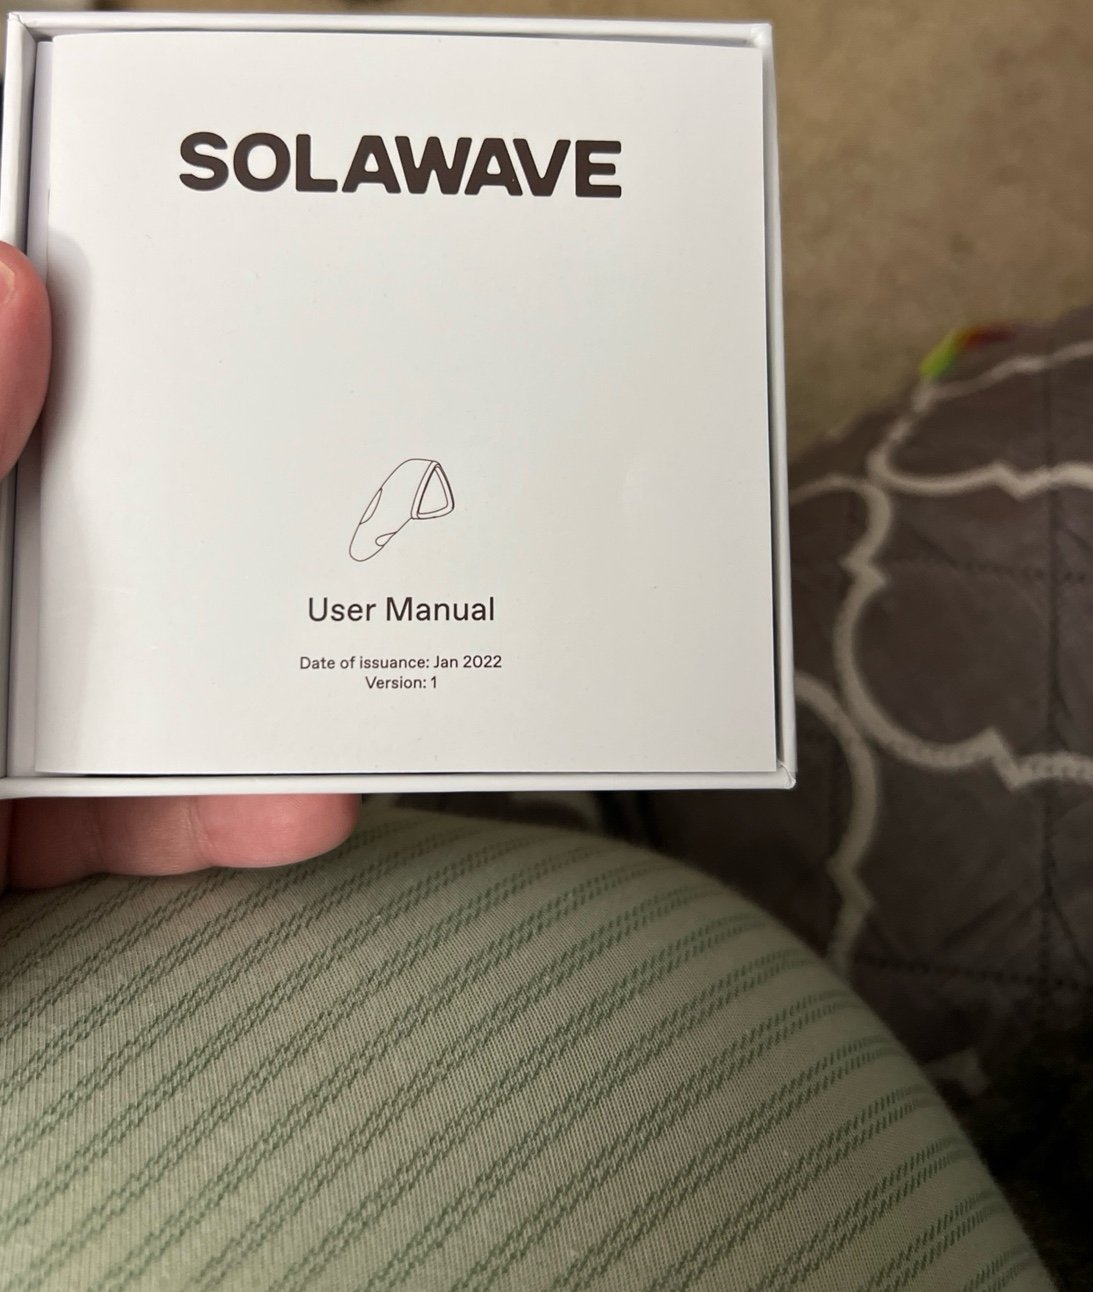 SOLAWAVE
User Manual
Date of issuance: Jan 2022
Version: 1